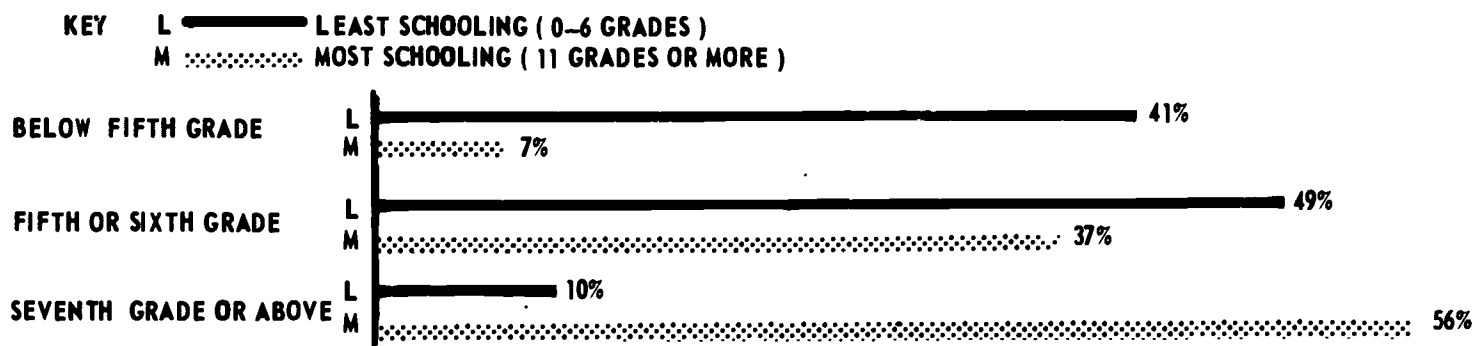 KEY L LEAST SCHOOLING ( 0–6 GRADES )
M MOST SCHOOLING ( 11 GRADES OR MORE )
BELOW FIFTH GRADE L 41%
M 7%
FIFTH OR SIXTH GRADE L 49%
M 37%
SEVENTH GRADE OR ABOVE L 10%
M 56%